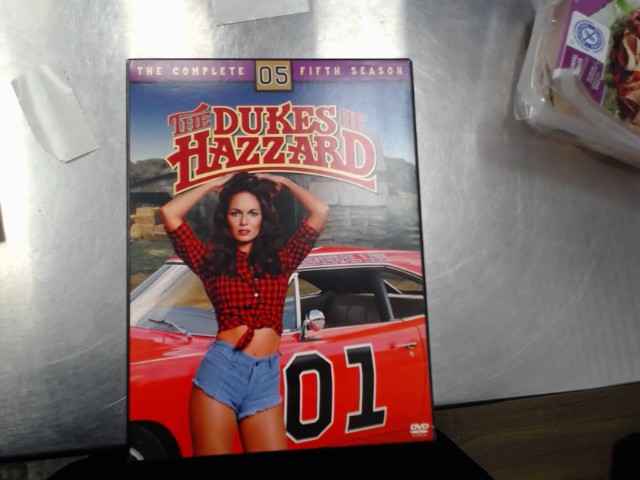 THE COMPLETE 05 FIFTH SEASON
THE DUKES OF
HAZZARD
01
DVD